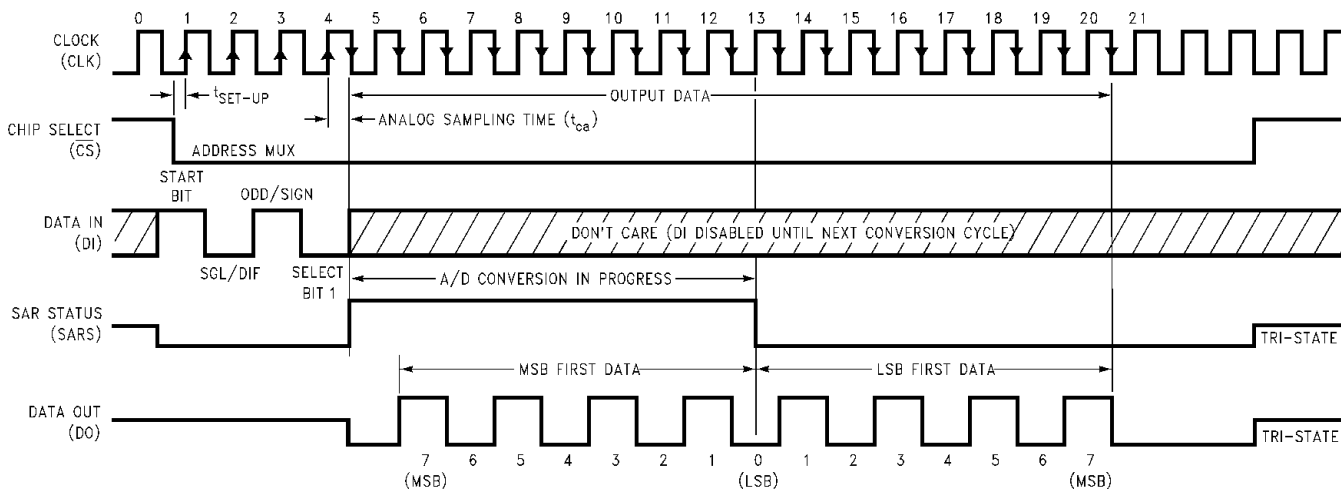 0 1 2 3 4 5 6 7 8 9 10 11 12 13 14 15 16 17 18 19 20 21
CLOCK
(CLK)
tSET-UP
OUTPUT DATA
ANALOG SAMPLING TIME (tca)
CHIP SELECT
(CS)
ADDRESS MUX
START
BIT
ODD/SIGN
DATA IN
(DI)
DON'T CARE (DI DISABLED UNTIL NEXT CONVERSION CYCLE)
SGL/DIF
SELECT
BIT 1
A/D CONVERSION IN PROGRESS
SAR STATUS
(SARS)
TRI-STATE
MSB FIRST DATA
LSB FIRST DATA
DATA OUT
(DO)
TRI-STATE
7 6 5 4 3 2 1 0 1 2 3 4 5 6 7
(MSB) (LSB) (MSB)